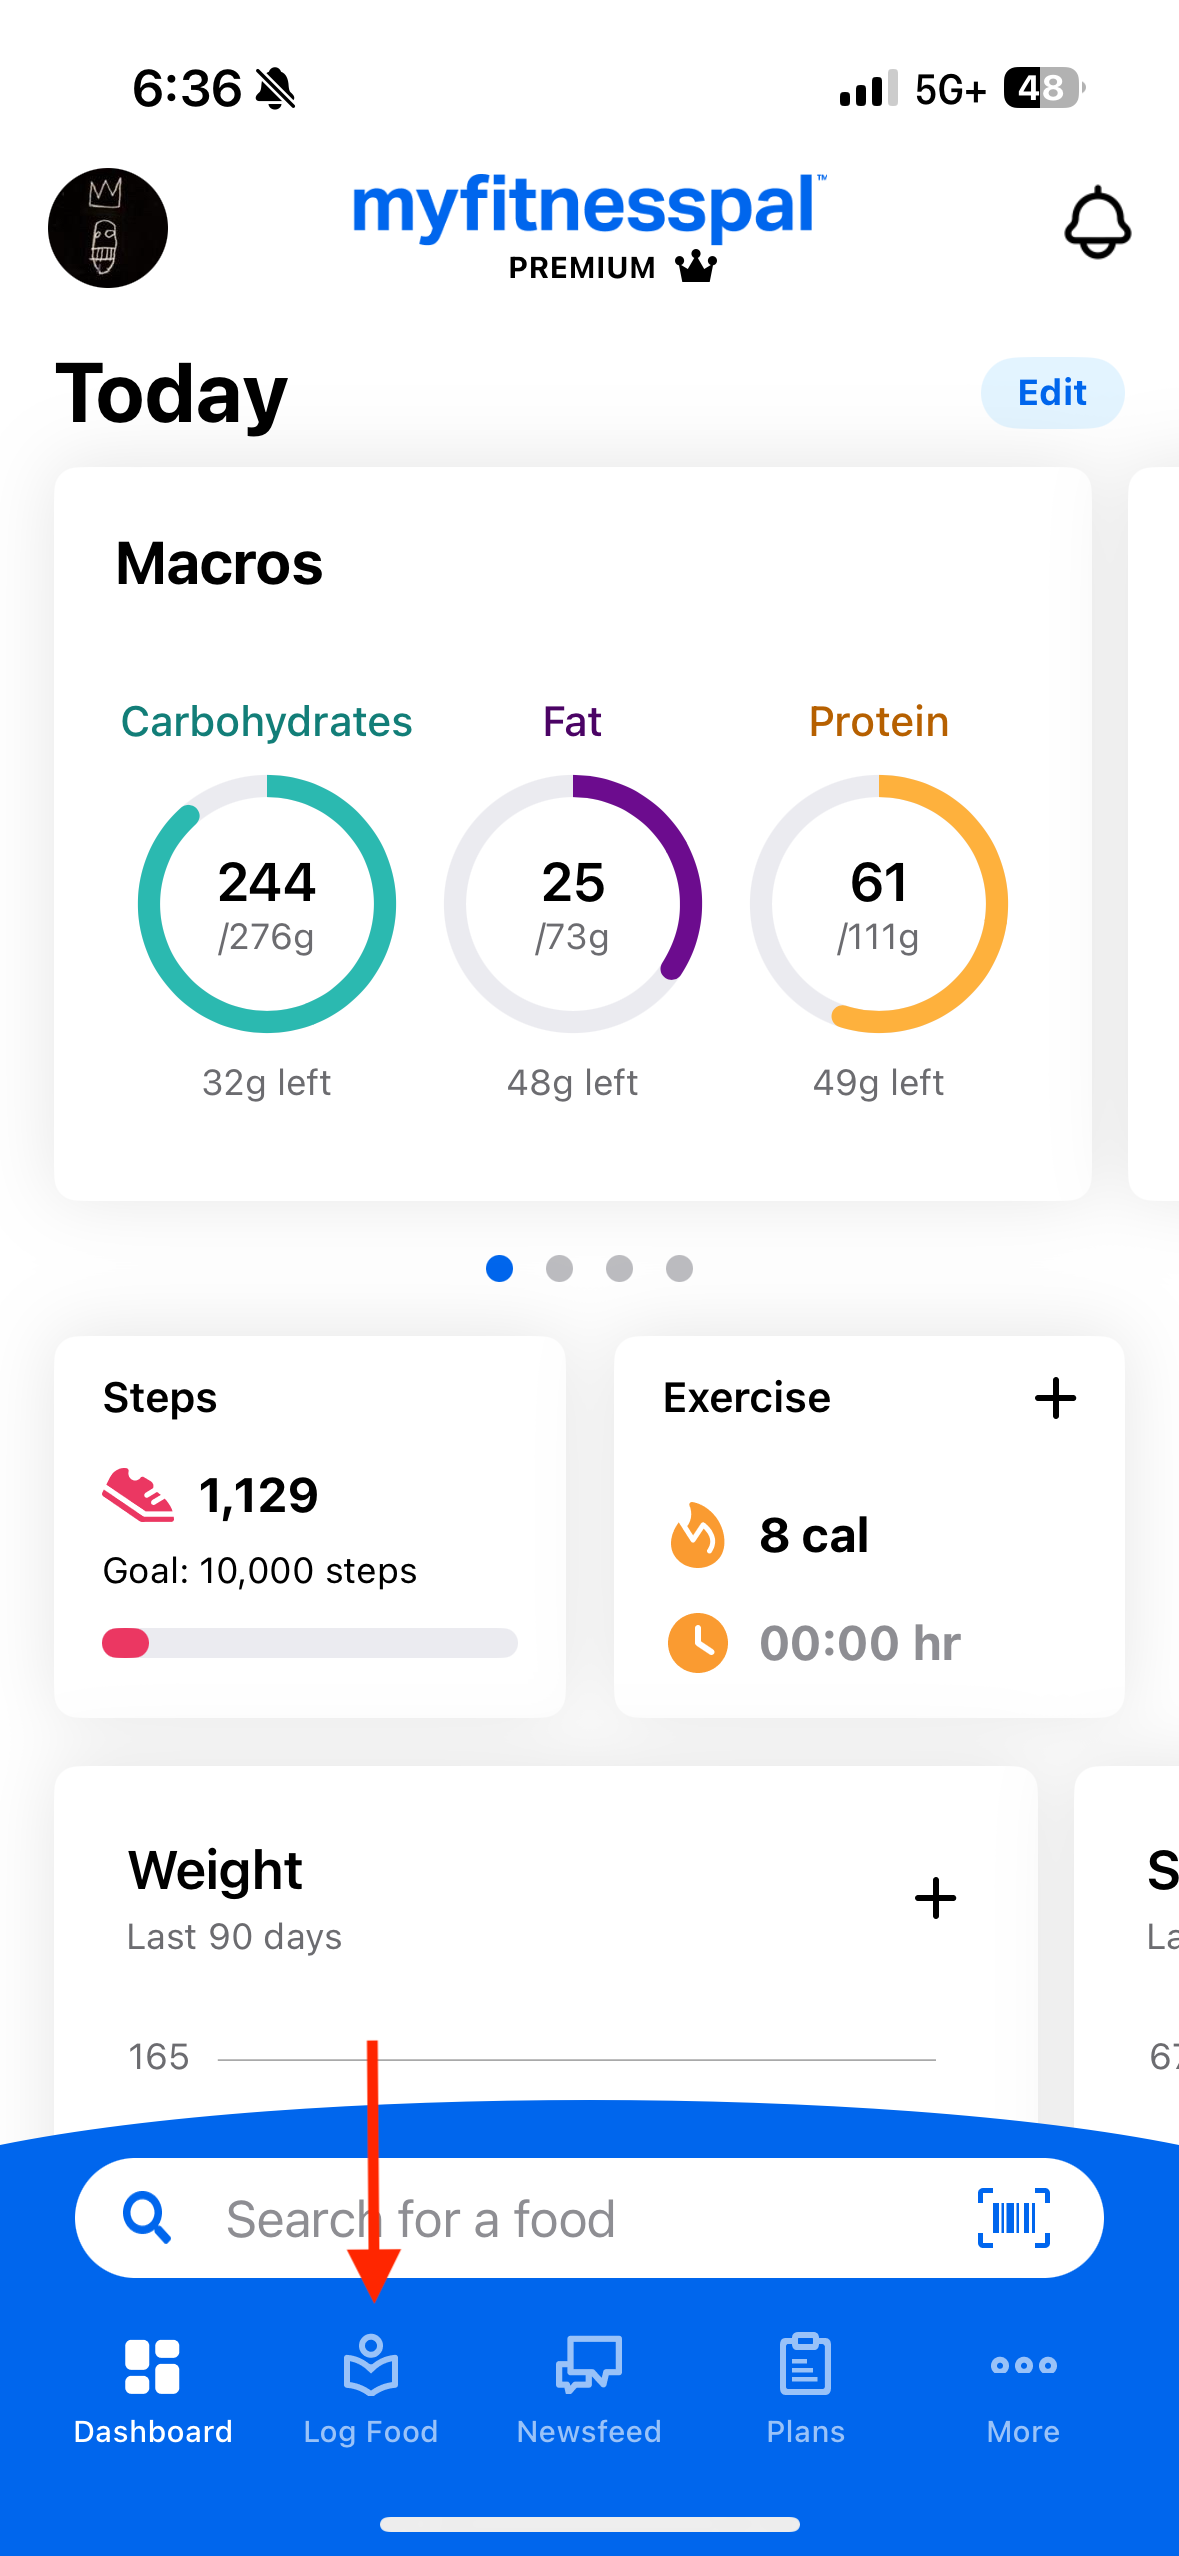 6:36
5G+ 48
myfitnesspal™
PREMIUM
Today
Edit
Macros
Carbohydrates Fat Protein
244 25 61
/276g /73g /111g
32g left 48g left 49g left
Steps
1,129
Goal: 10,000 steps
Exercise
8 cal
00:00 hr
Weight
Last 90 days
165
S
La
67
Search for a food
Dashboard Log Food Newsfeed Plans More